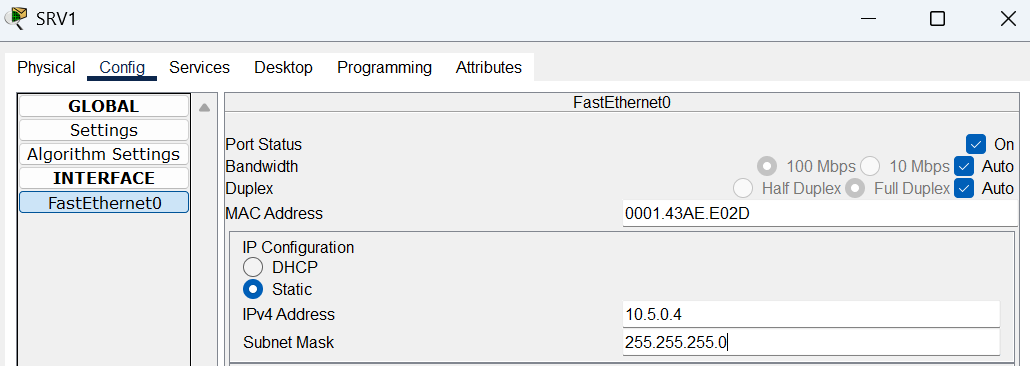 SRV1
Physical Config Services Desktop Programming Attributes
GLOBAL
Settings
Algorithm Settings
INTERFACE
FastEthernet0
FastEthernet0
Port Status On
Bandwidth 100 Mbps 10 Mbps Auto
Duplex Half Duplex Full Duplex Auto
MAC Address 0001.43AE.E02D
IP Configuration
DHCP
Static
IPv4 Address 10.5.0.4
Subnet Mask 255.255.255.0